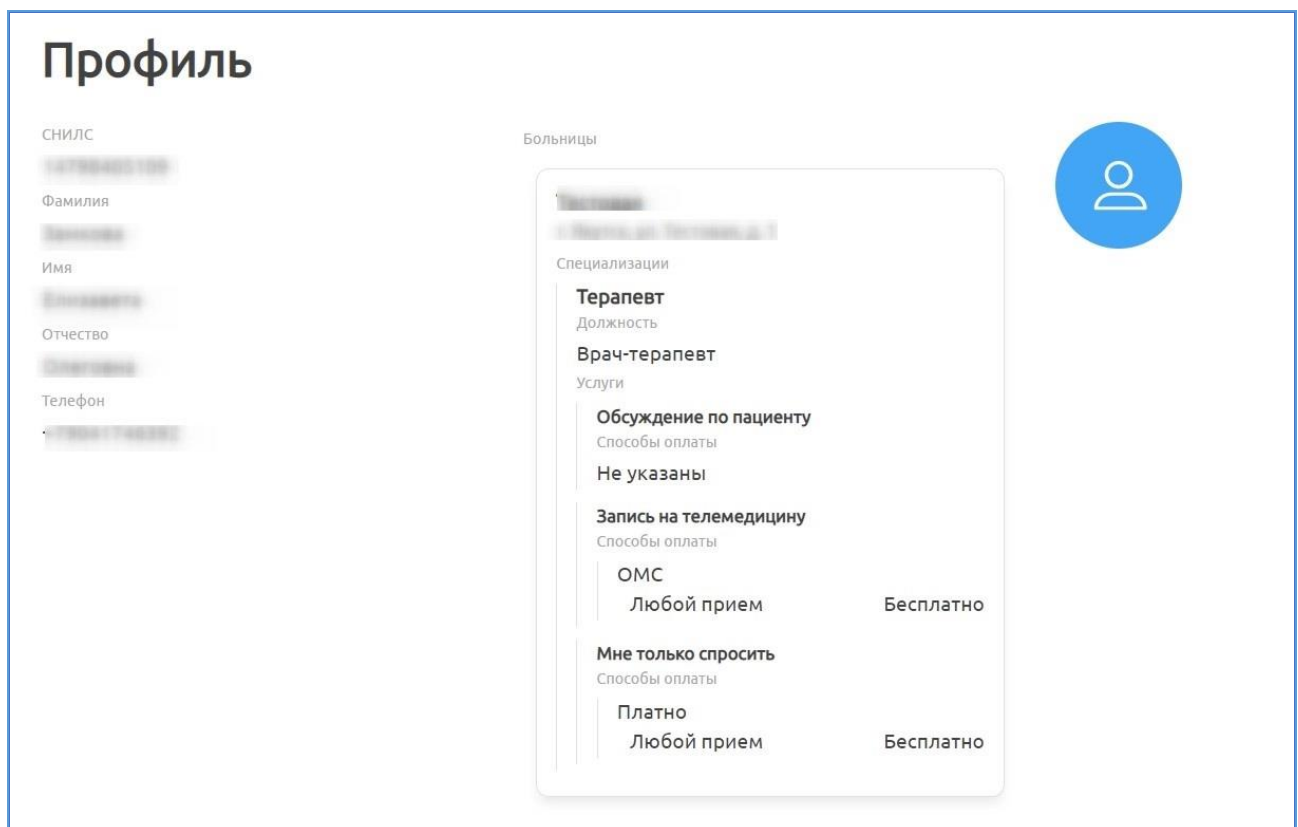 Профиль
СНИЛС
Фамилия
Имя
Отчество
Телефон
Больницы
Специализации
Терапевт
Должность
Врач-терапевт
Услуги
Обсуждение по пациенту
Способы оплаты
Не указаны
Запись на телемедицину
Способы оплаты
ОМС
Любой прием Бесплатно
Мне только спросить
Способы оплаты
Платно
Любой прием Бесплатно